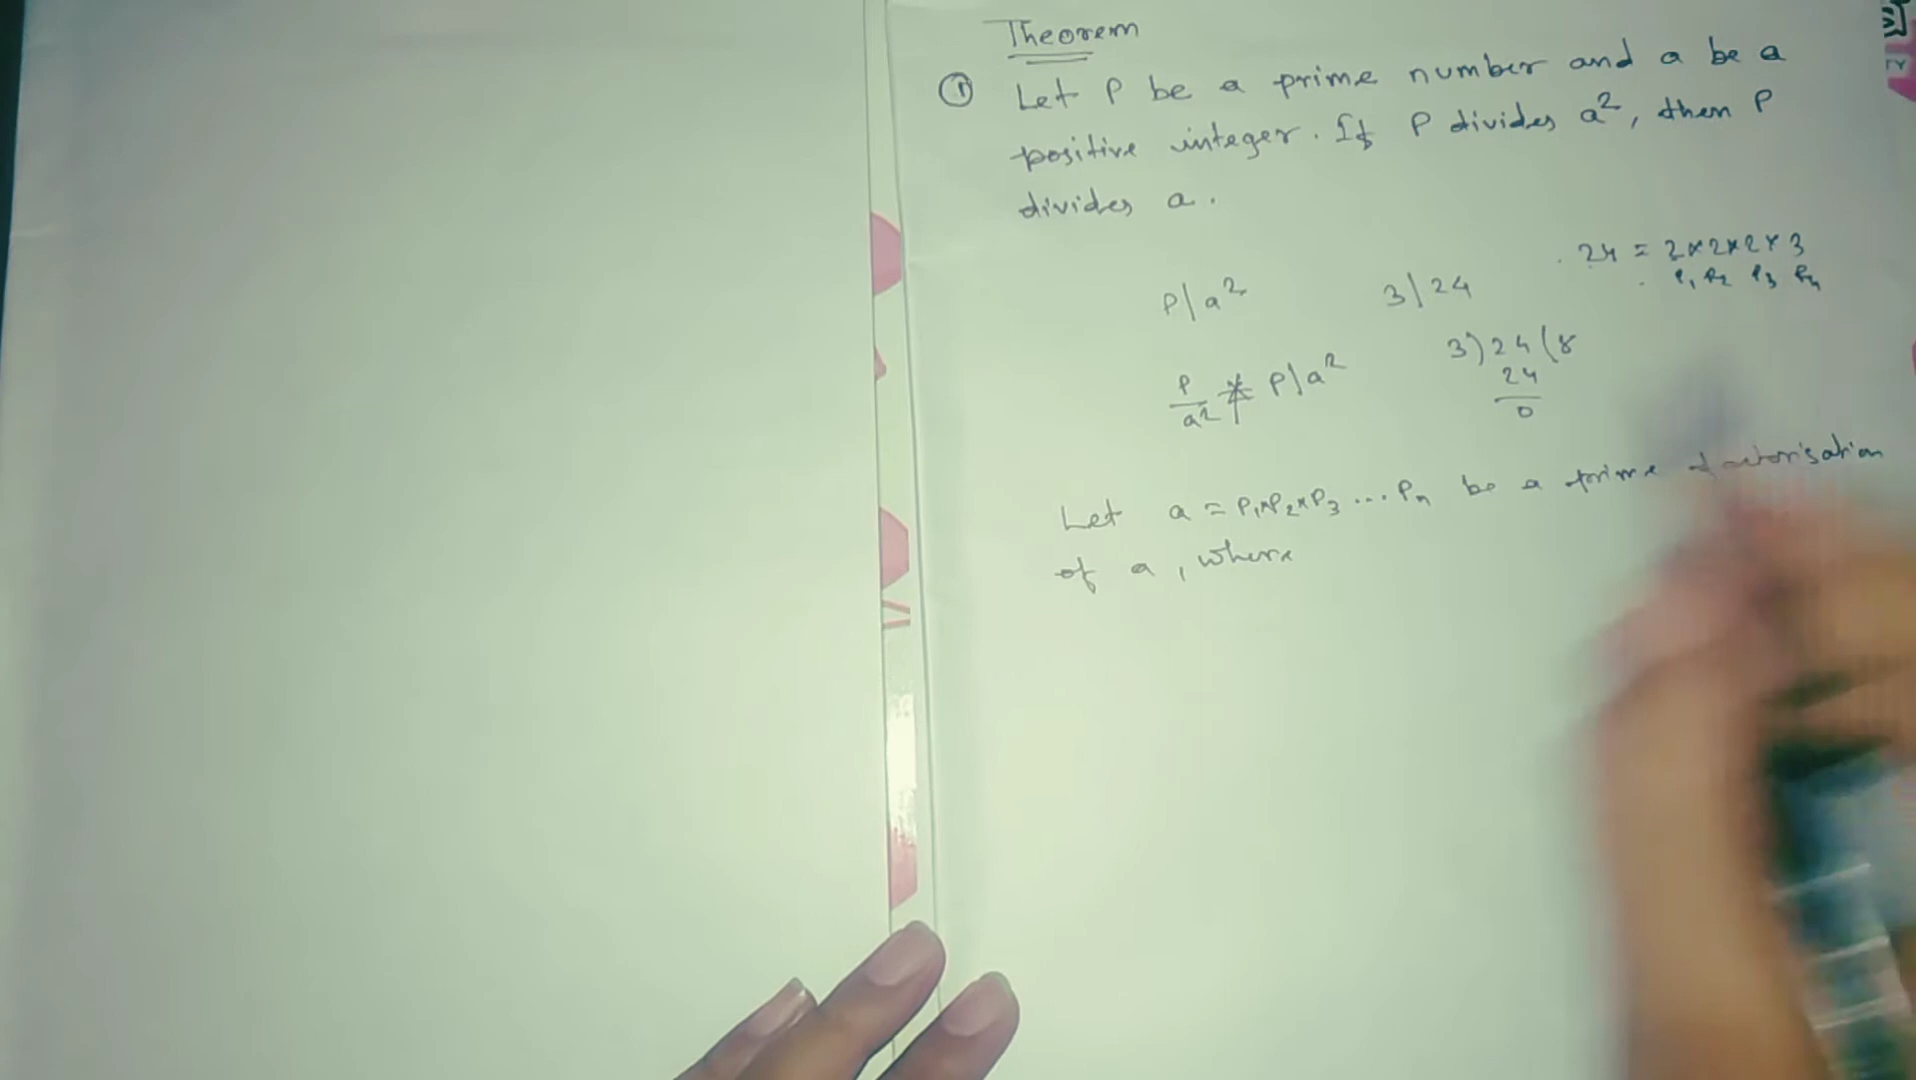 Theorem
① Let P be a prime number and a be a
positive integer. If P divides a², then P
divides a.
24 = 2×2×2×3
P₁ P₂ P₃ P₄
P|a² 3|24
3)24(8
24
0
P/a² ≠ P|a²
Let a = P₁×P₂×P₃ ... Pₙ be a prime factorisation
of a, where